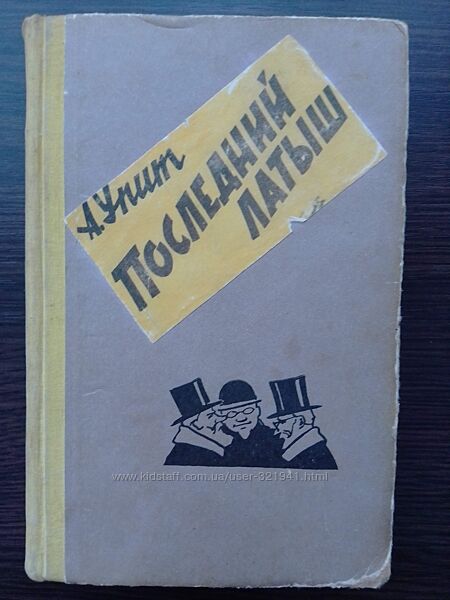 А. Упит
ПОСЛЕДНИЙ
ЛАТЫШ
www.kidstaff.com.ua/user-321941.html